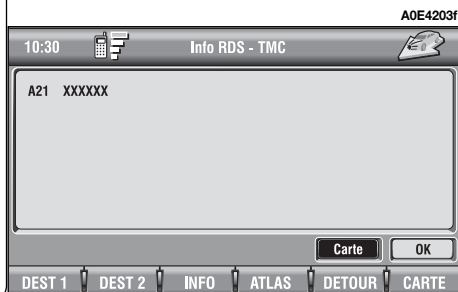 A0E4203f
10:30 Info RDS - TMC
A21 XXXXXX
Carte OK
DEST 1 DEST 2 INFO ATLAS DETOUR CARTE